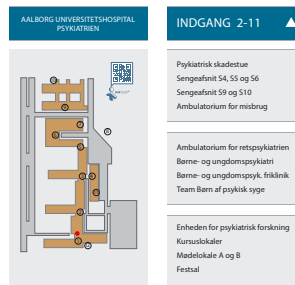 AALBORG UNIVERSITETSHOSPITAL
PSYKIATRIEN
INDGANG 2-11
Psykiatrisk skadestue
Sengeafsnit S4, S5 og S6
Sengeafsnit S9 og S10
Ambulatorium for misbrug
Ambulatorium for retspsykiatrien
Børne- og ungdomspsykiatri
Børne- og ungdomspsyk. friklinik
Team Børn af psykisk syge
Enheden for psykiatrisk forskning
Kursuslokaler
Mødelokale A og B
Festsal